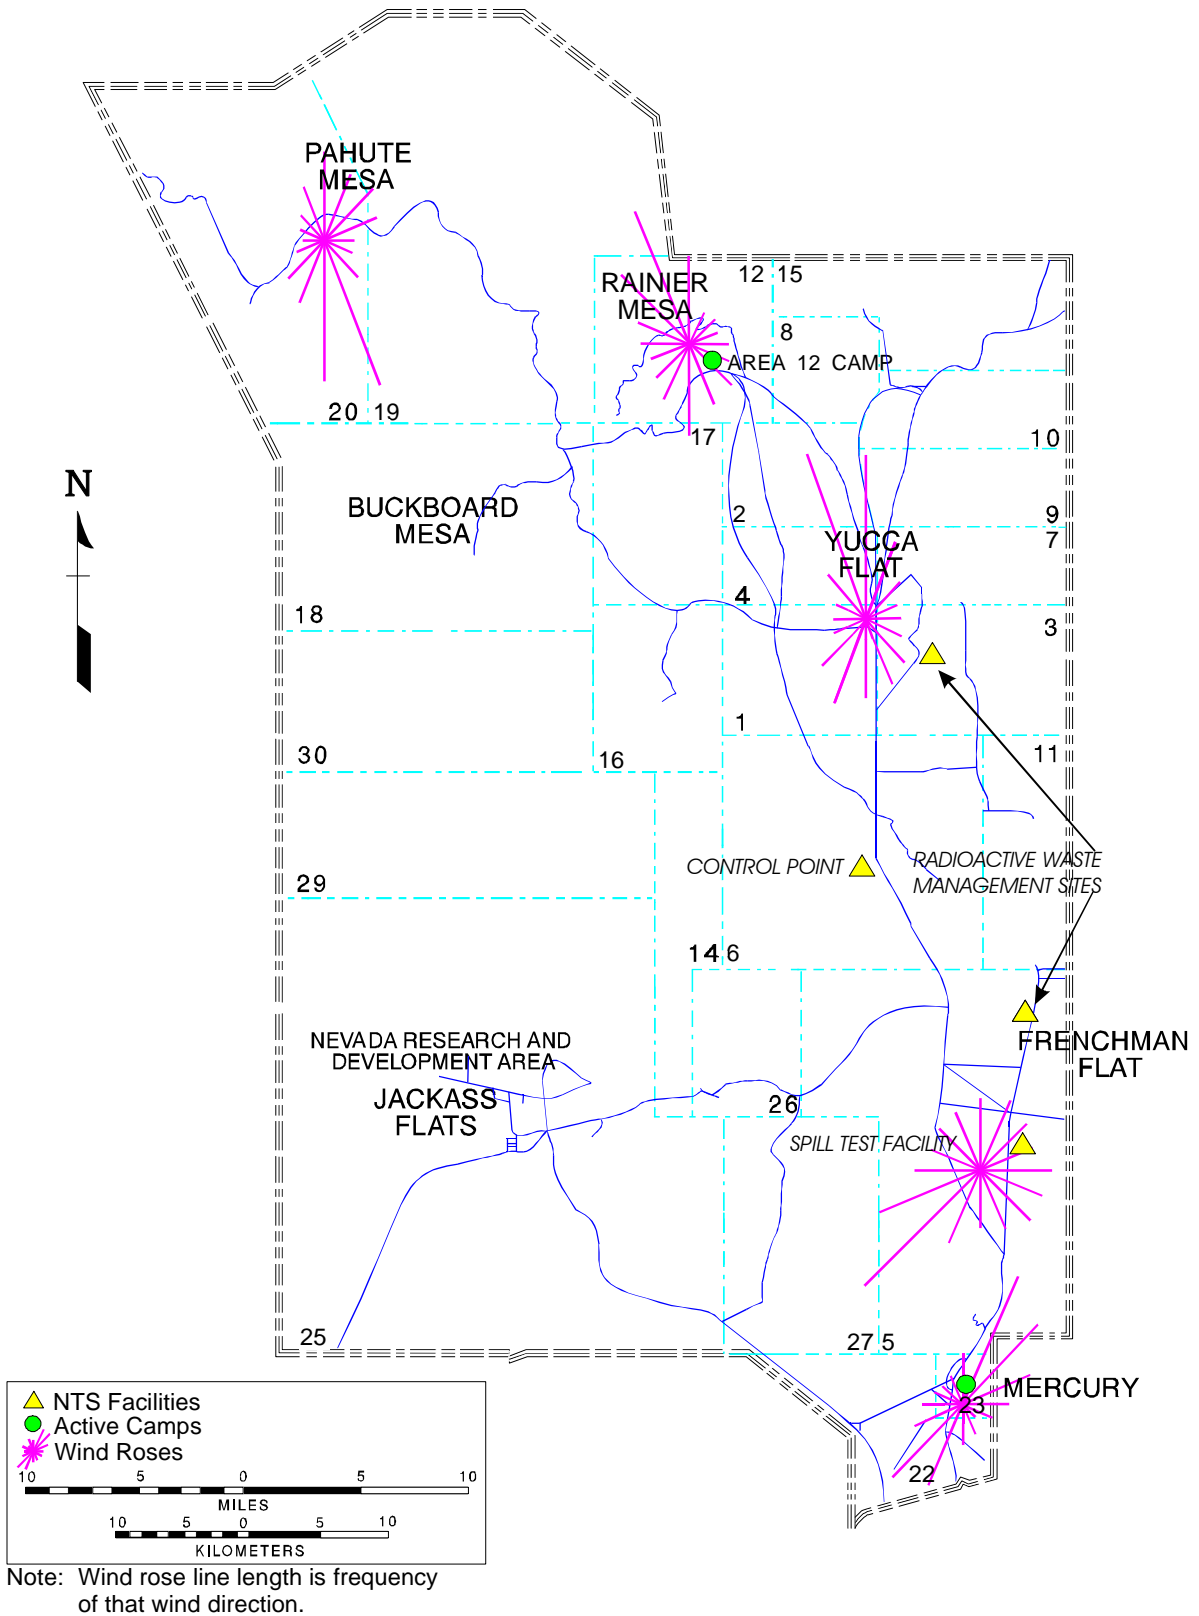 PAHUTE
MESA
RAINIER
MESA
12 15
8
AREA 12 CAMP
20 19
17
10
N
BUCKBOARD
MESA
2
9
YUCCA
FLAT
7
4
18
3
1
30
16
11
CONTROL POINT
RADIOACTIVE WASTE
MANAGEMENT SITES
29
14 6
NEVADA RESEARCH AND
DEVELOPMENT AREA
FRENCHMAN
FLAT
JACKASS
FLATS
26
SPILL TEST FACILITY
25
27 5
MERCURY
23
22
NTS Facilities
Active Camps
Wind Roses
10 5 0 5 10
MILES
10 5 0 5 10
KILOMETERS
Note: Wind rose line length is frequency
of that wind direction.